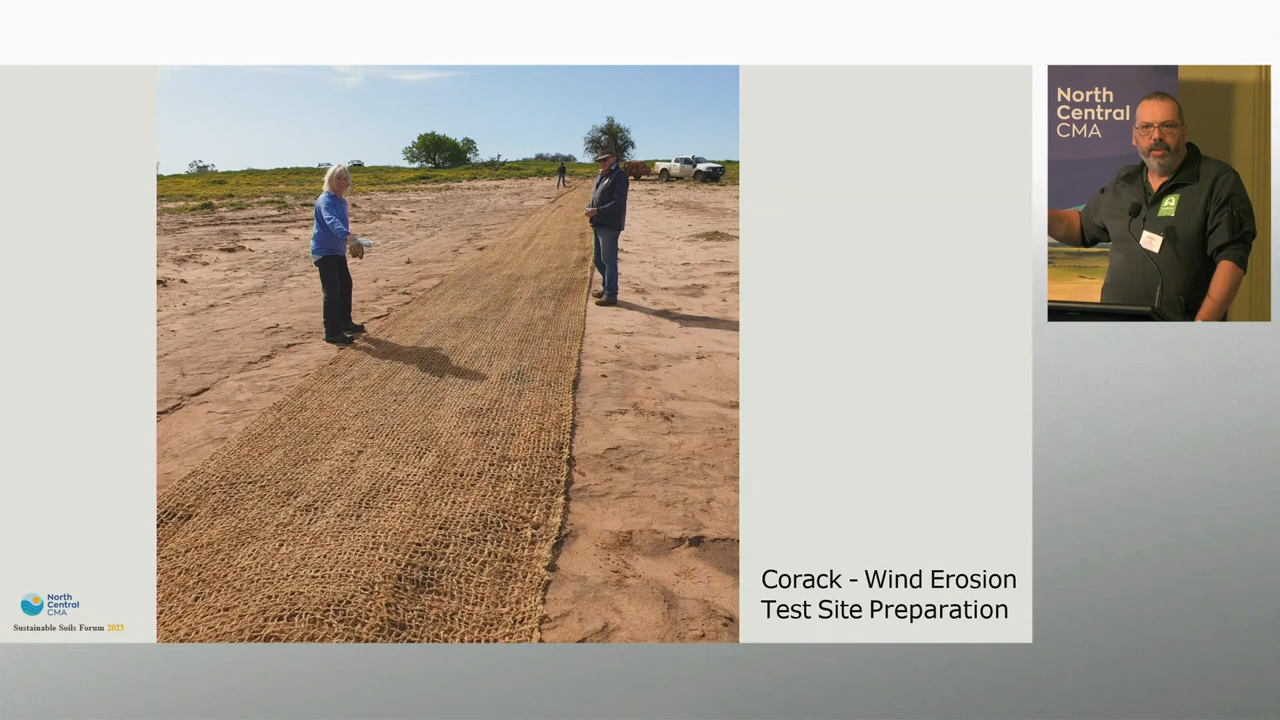 North
Central
CMA
North
Central
CMA
Sustainable Soils Forum 2023
Corack - Wind Erosion
Test Site Preparation